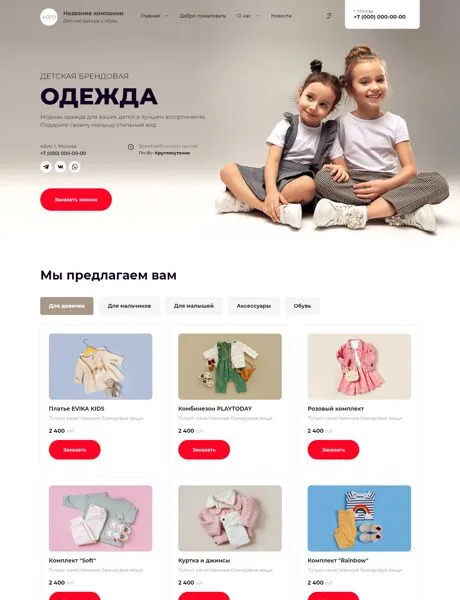 ЛОГО
Название компании
Детская одежда и обувь
Главная
Добро пожаловать
О нас
Новости
г. Москва
+7 (000) 000-00-00
ДЕТСКАЯ БРЕНДОВАЯ
ОДЕЖДА
Модная одежда для ваших детей в лучшем ассортименте.
Подарите своему малышу стильный вид
офис г. Москва
+7 (000) 000-00-00
Время работы колл-центра:
Пн-Вс: Круглосуточно
Заказать звонок
Мы предлагаем вам
Для девочек
Для мальчиков
Для малышей
Аксессуары
Обувь
Платье EVIKA KIDS
Только качественные брендовые вещи
2 400 руб
Заказать
Комбинезон PLAYTODAY
Только качественные брендовые вещи
2 400 руб
Заказать
Розовый комплект
Только качественные брендовые вещи
2 400 руб
Заказать
Комплект "Soft"
Только качественные брендовые вещи
2 400 руб
Заказать
Куртка и джинсы
Только качественные брендовые вещи
2 400 руб
Заказать
Комплект "Rainbow"
Только качественные брендовые вещи
2 400 руб
Заказать